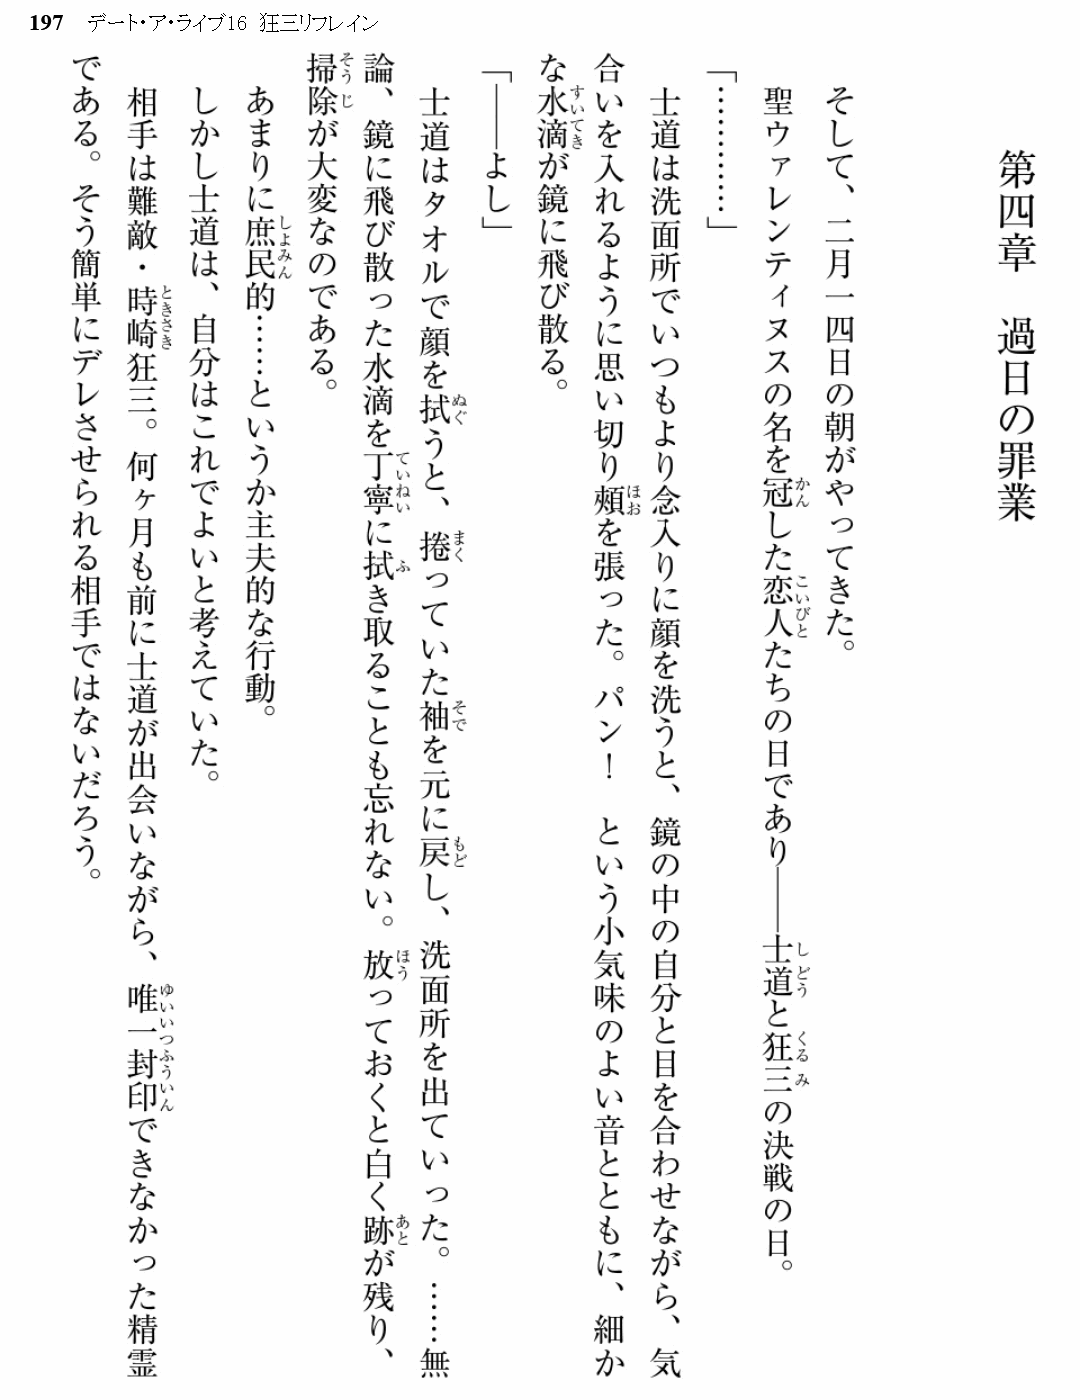 197 デート・ア・ライブ16 狂三リフレイン
第四章 過日の罪業
そして、二月一四日の朝がやってきた。
聖ヴァレンティヌスの名を冠した恋人たちの日であり――士道と狂三の決戦の日。
「…………」
士道は洗面所でいつもより念入りに顔を洗うと、鏡の中の自分と目を合わせながら、気
合いを入れるように思い切り頰を張った。パン！ という小気味のよい音とともに、細か
な水滴が鏡に飛び散る。
「――よし」
士道はタオルで顔を拭うと、捲っていた袖を元に戻し、洗面所を出ていった。……無
論、鏡に飛び散った水滴を丁寧に拭き取ることも忘れない。放っておくと白く跡が残り、
掃除が大変なのである。
あまりに庶民的……というか主夫的な行動。
しかし士道は、自分はこれでよいと考えていた。
相手は難敵・時崎狂三。何ヶ月も前に士道が出会いながら、唯一封印できなかった精霊
である。そう簡単にデレさせられる相手ではないだろう。